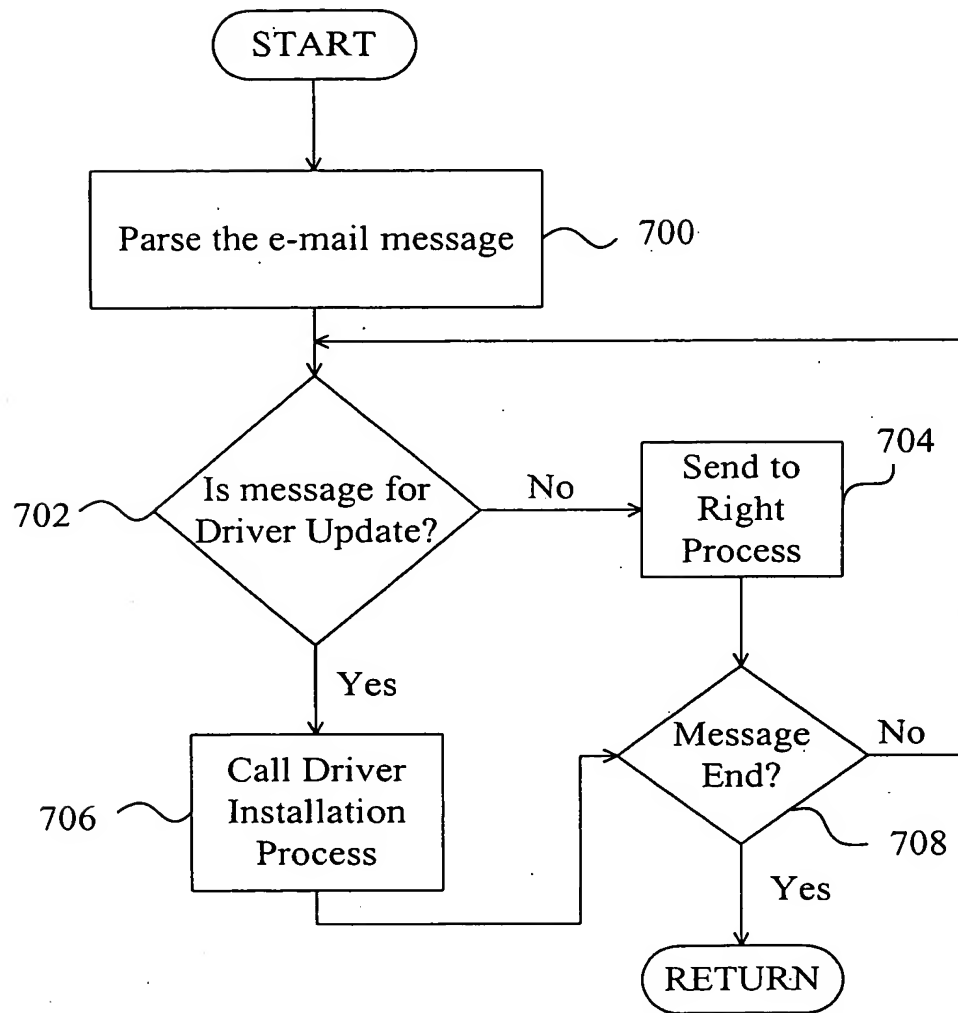 START
Parse the e-mail message
700
702
Is message for
Driver Update?
No
Send to
Right
Process
704
Yes
706
Call Driver
Installation
Process
Message
End?
No
708
Yes
RETURN